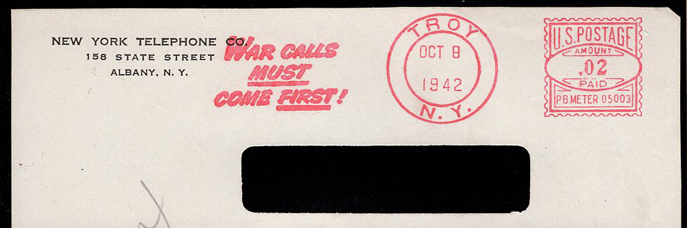 NEW YORK TELEPHONE CO.
158 STATE STREET
ALBANY, N. Y.
WAR CALLS
MUST
COME FIRST!
TROY
OCT 8
1942
N.Y.
U.S. POSTAGE
AMOUNT
.02
PAID
PB METER 05003